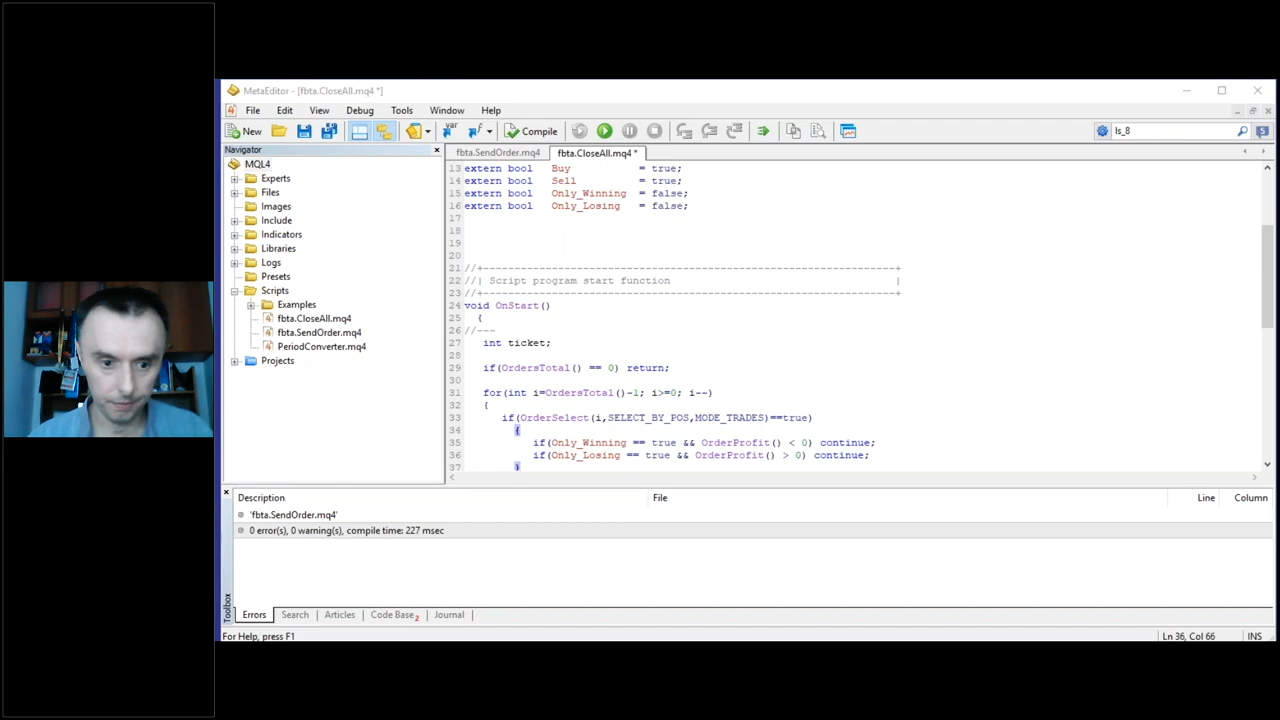 MetaEditor - [fbta.CloseAll.mq4 *]
File Edit View Debug Tools Window Help
New Compile ls_8
Navigator
fbta.SendOrder.mq4 fbta.CloseAll.mq4 *
MQL4
Experts
Files
Images
Include
Indicators
Libraries
Logs
Presets
Scripts
Examples
fbta.CloseAll.mq4
fbta.SendOrder.mq4
PeriodConverter.mq4
Projects
13 extern bool Buy = true;
14 extern bool Sell = true;
15 extern bool Only_Winning = false;
16 extern bool Only_Losing = false;
17
18
19
20
21 //+------------------------------------------------------------------+
22 //| Script program start function |
23 //+------------------------------------------------------------------+
24 void OnStart()
25 {
26 //---
27 int ticket;
28
29 if(OrdersTotal() == 0) return;
30
31 for(int i=OrdersTotal()-1; i>=0; i--)
32 {
33 if(OrderSelect(i,SELECT_BY_POS,MODE_TRADES)==true)
34 {
35 if(Only_Winning == true && OrderProfit() < 0) continue;
36 if(Only_Losing == true && OrderProfit() > 0) continue;
37 }
Description File Line Column
'fbta.SendOrder.mq4'
0 error(s), 0 warning(s), compile time: 227 msec
Toolbox
Errors Search Articles Code Base 2 Journal
For Help, press F1 Ln 36, Col 66 INS